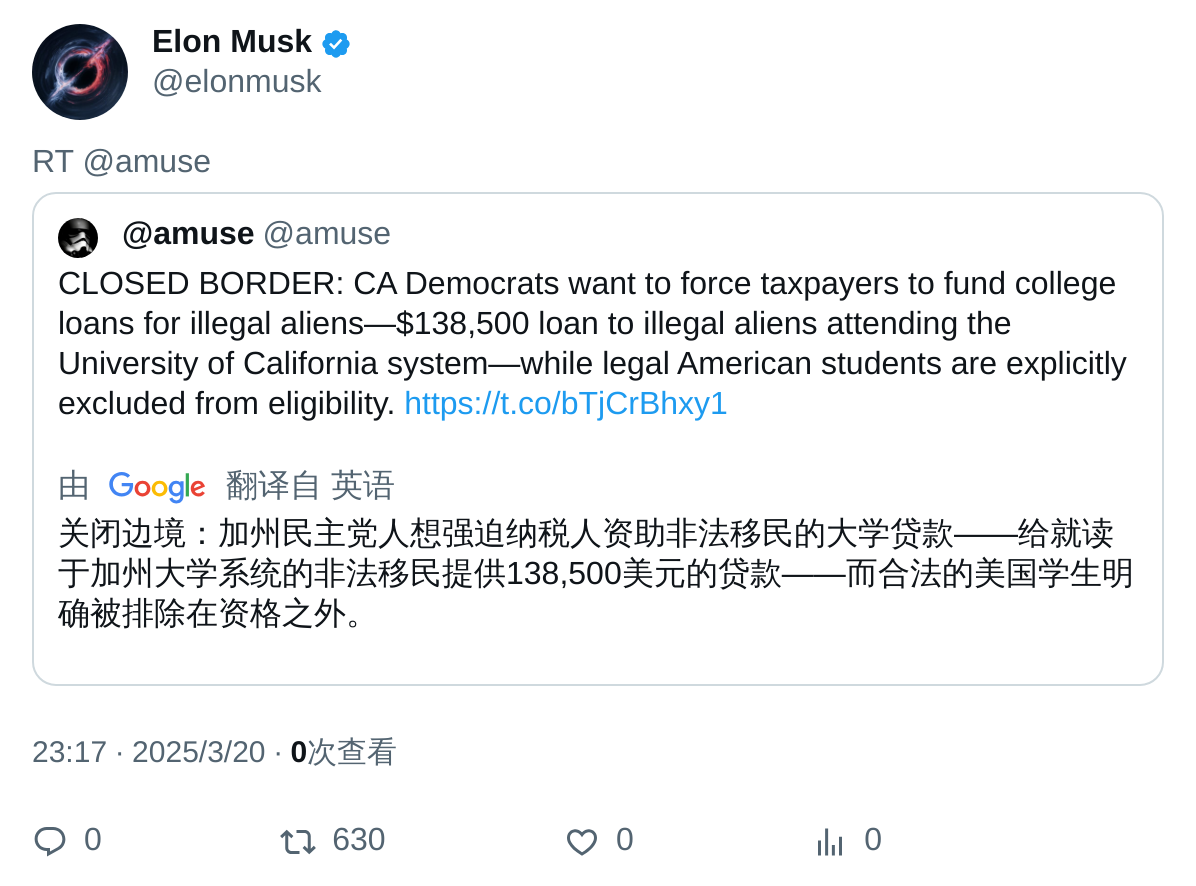 Elon Musk
@elonmusk
RT @amuse
@amuse @amuse
CLOSED BORDER: CA Democrats want to force taxpayers to fund college
loans for illegal aliens—$138,500 loan to illegal aliens attending the
University of California system—while legal American students are explicitly
excluded from eligibility. https://t.co/bTjCrBhxy1
由 Google 翻译自 英语
关闭边境：加州民主党人想强迫纳税人资助非法移民的大学贷款——给就读
于加州大学系统的非法移民提供138,500美元的贷款——而合法的美国学生明
确被排除在资格之外。
23:17 · 2025/3/20 · 0次查看
0 630 0 0